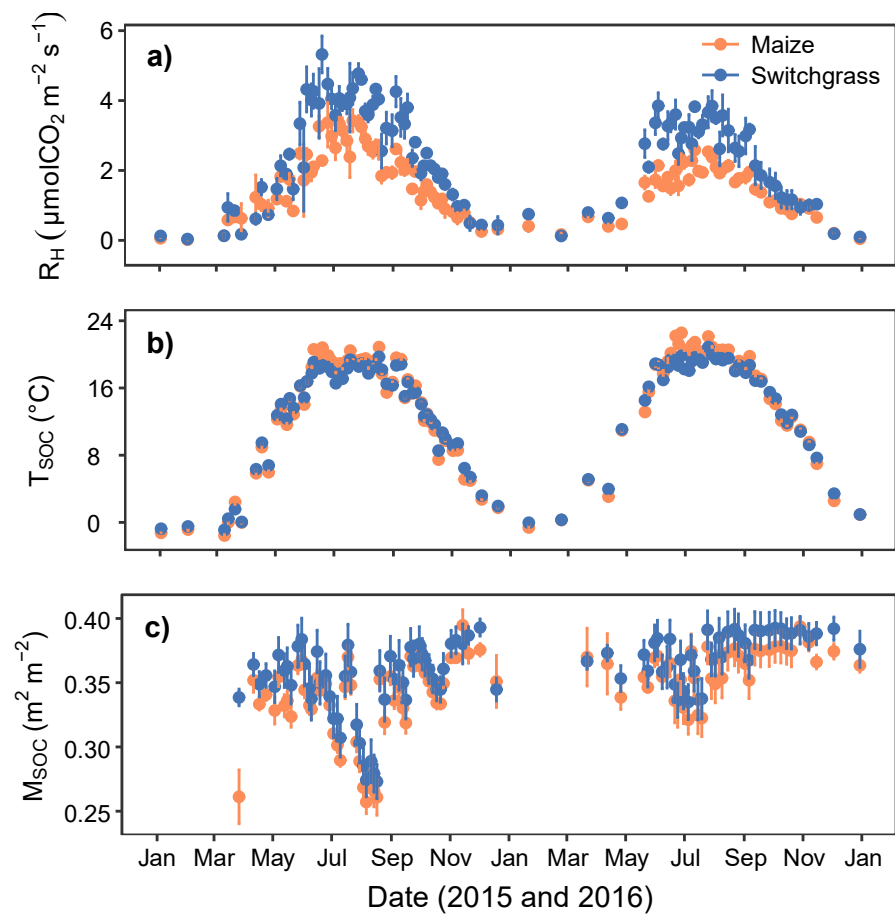 a)
Maize
Switchgrass
6
4
2
0
R_H ( µmolCO₂ m⁻² s⁻¹)
b)
24
16
8
0
T_SOC (°C)
c)
0.40
0.35
0.30
0.25
M_SOC (m² m⁻²)
Jan Mar May Jul Sep Nov Jan Mar May Jul Sep Nov Jan
Date (2015 and 2016)